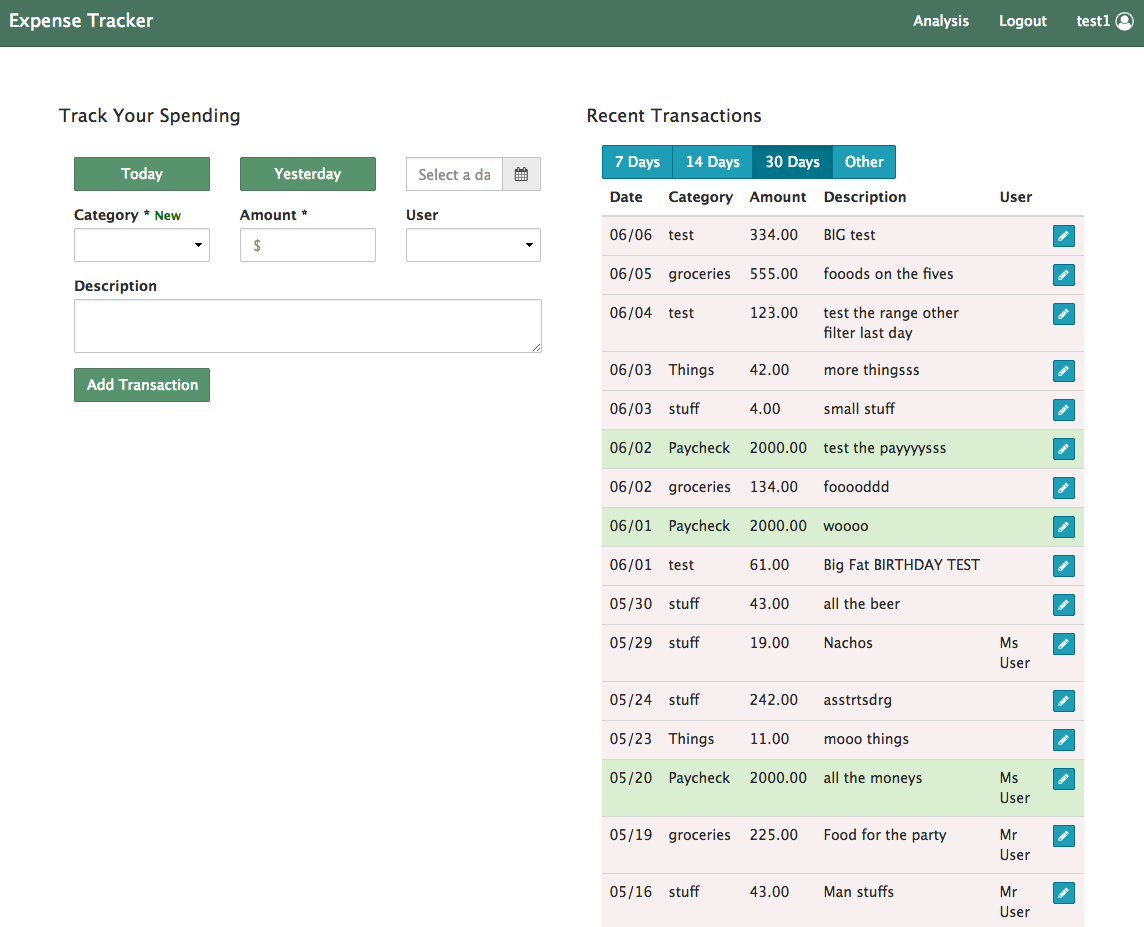 Expense Tracker Analysis Logout test1
Track Your Spending
Today Yesterday Select a da
Category * New Amount * User
$
Description
Add Transaction
Recent Transactions
7 Days 14 Days 30 Days Other
Date Category Amount Description User
06/06 test 334.00 BIG test
06/05 groceries 555.00 fooods on the fives
06/04 test 123.00 test the range other
filter last day
06/03 Things 42.00 more thingsss
06/03 stuff 4.00 small stuff
06/02 Paycheck 2000.00 test the payyyysss
06/02 groceries 134.00 fooooddd
06/01 Paycheck 2000.00 woooo
06/01 test 61.00 Big Fat BIRTHDAY TEST
05/30 stuff 43.00 all the beer
05/29 stuff 19.00 Nachos Ms
User
05/24 stuff 242.00 asstrtsdrg
05/23 Things 11.00 mooo things
05/20 Paycheck 2000.00 all the moneys Ms
User
05/19 groceries 225.00 Food for the party Mr
User
05/16 stuff 43.00 Man stuffs Mr
User